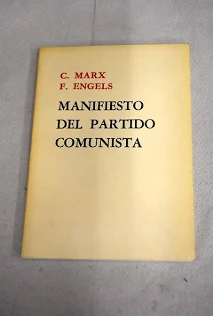 C. MARX
F. ENGELS
MANIFIESTO
DEL PARTIDO
COMUNISTA